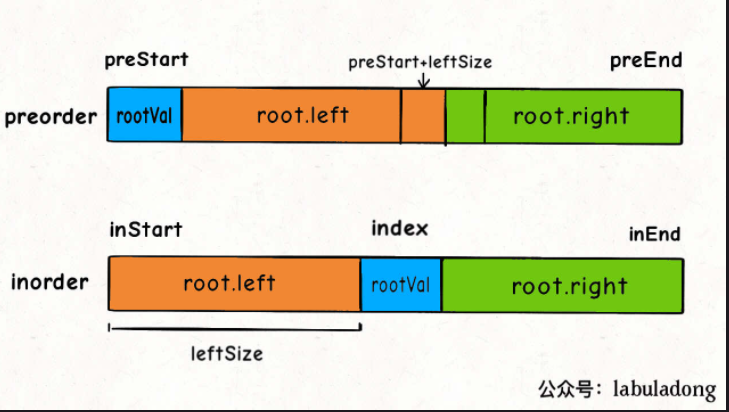 preStart preStart+leftSize preEnd
preorder rootVal root.left root.right
inStart index inEnd
inorder root.left rootVal root.right
leftSize
公众号：labuladong